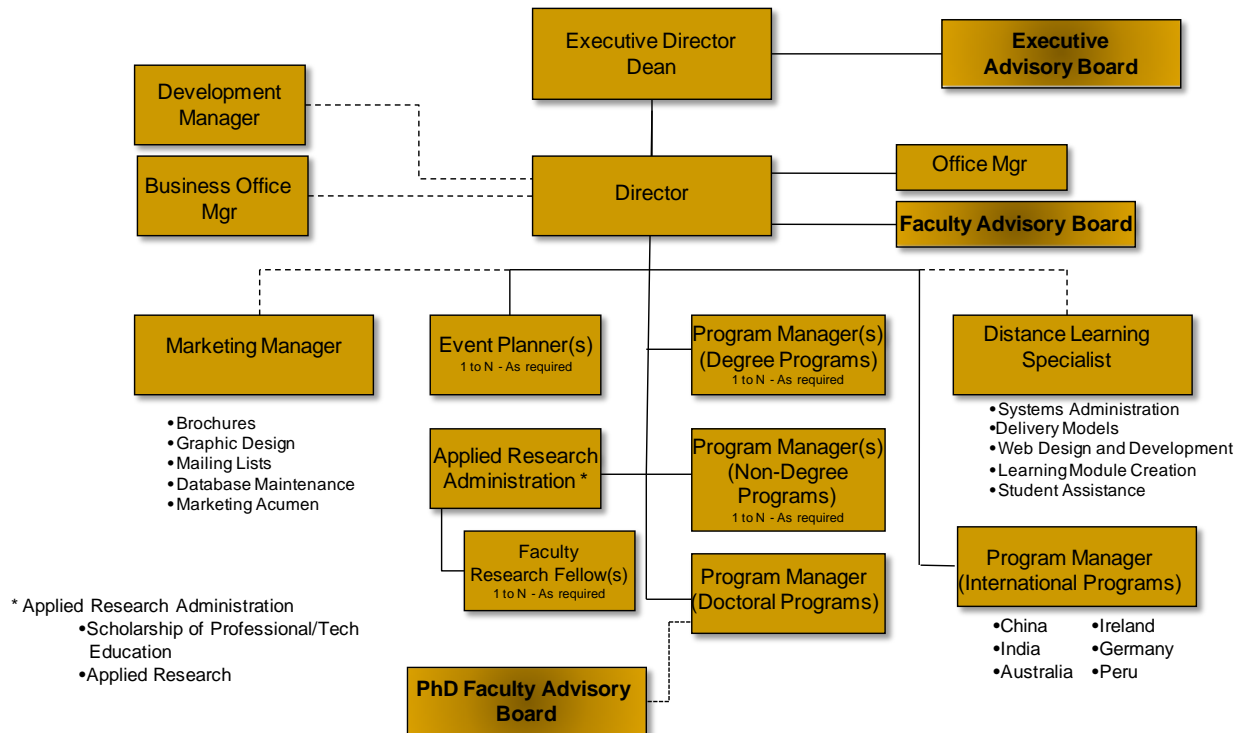 Executive Director
Dean
Executive
Advisory Board
Development
Manager
Business Office
Mgr
Director
Office Mgr
Faculty Advisory Board
Marketing Manager
•Brochures
•Graphic Design
•Mailing Lists
•Database Maintenance
•Marketing Acumen
Event Planner(s)
1 to N - As required
Program Manager(s)
(Degree Programs)
1 to N - As required
Distance Learning
Specialist
•Systems Administration
•Delivery Models
•Web Design and Development
•Learning Module Creation
•Student Assistance
Applied Research
Administration *
Program Manager(s)
(Non-Degree
Programs)
1 to N - As required
Faculty
Research Fellow(s)
1 to N - As required
Program Manager
(Doctoral Programs)
Program Manager
(International Programs)
•China •Ireland
•India •Germany
•Australia •Peru
* Applied Research Administration
•Scholarship of Professional/Tech
Education
•Applied Research
PhD Faculty Advisory
Board